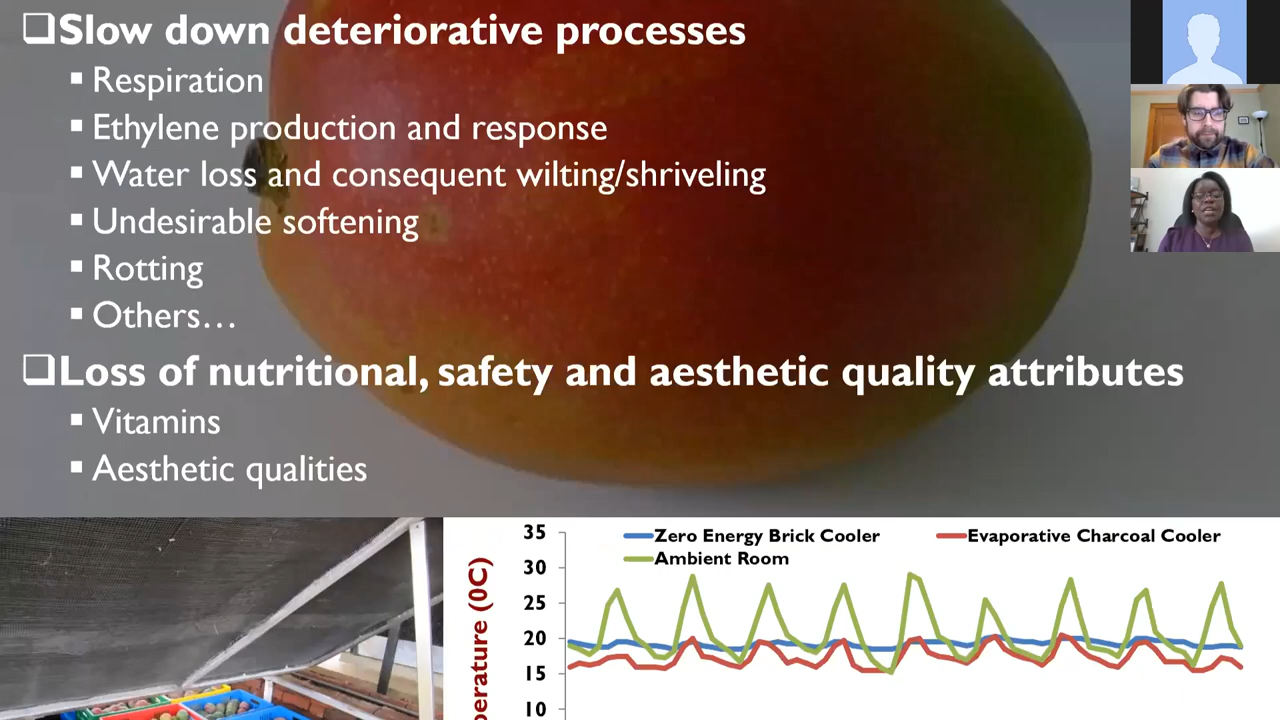 ❑Slow down deteriorative processes
▪ Respiration
▪ Ethylene production and response
▪ Water loss and consequent wilting/shriveling
▪ Undesirable softening
▪ Rotting
▪ Others…
❑Loss of nutritional, safety and aesthetic quality attributes
▪ Vitamins
▪ Aesthetic qualities
Zero Energy Brick Cooler
Evaporative Charcoal Cooler
Ambient Room
perature (0C)
35
30
25
20
15
10